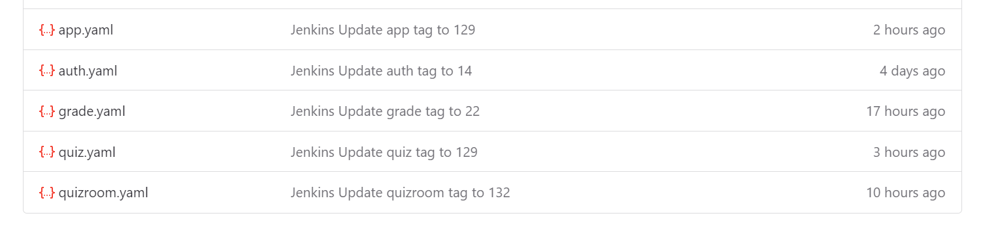 {...} app.yaml Jenkins Update app tag to 129 2 hours ago
{...} auth.yaml Jenkins Update auth tag to 14 4 days ago
{...} grade.yaml Jenkins Update grade tag to 22 17 hours ago
{...} quiz.yaml Jenkins Update quiz tag to 129 3 hours ago
{...} quizroom.yaml Jenkins Update quizroom tag to 132 10 hours ago